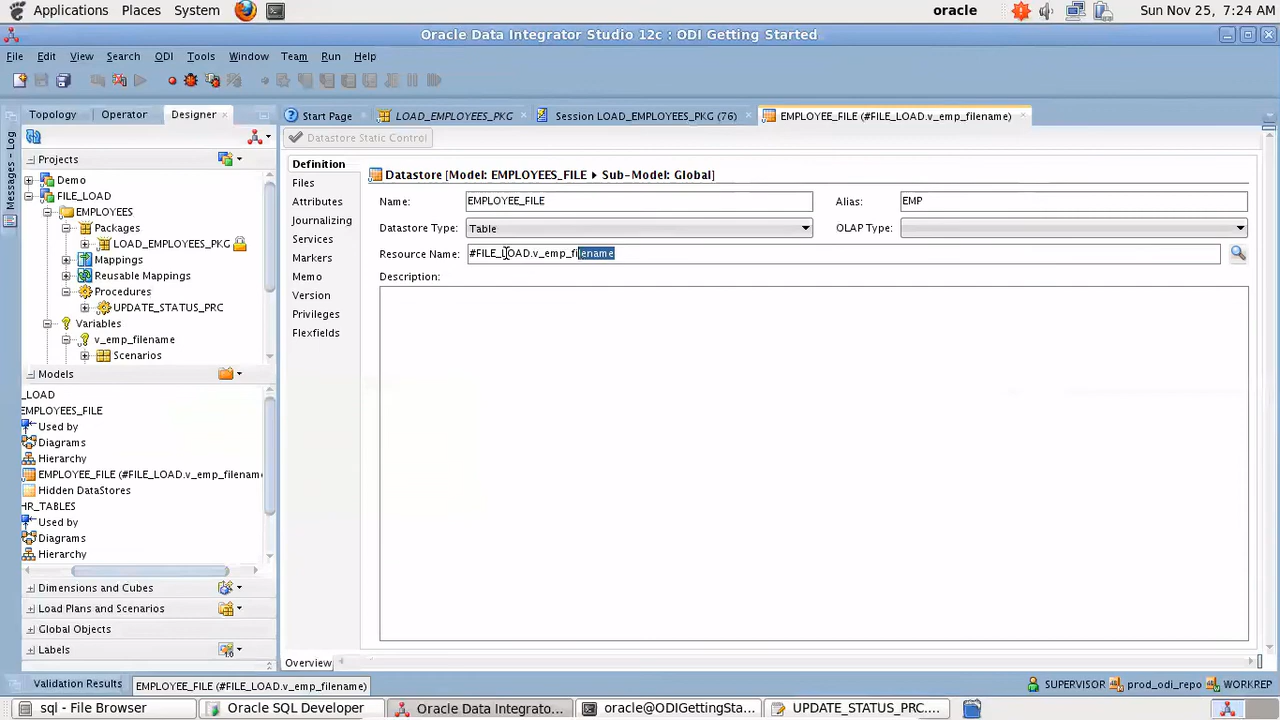 Applications Places System oracle Sun Nov 25, 7:24 AM
Oracle Data Integrator Studio 12c : ODI Getting Started
File Edit View Search ODI Tools Window Team Run Help
Topology Operator Designer Start Page LOAD_EMPLOYEES_PKG Session LOAD_EMPLOYEES_PKG (76) EMPLOYEE_FILE (#FILE_LOAD.v_emp_filename)
Messages - Log
Datastore Static Control
Projects
Demo
FILE_LOAD
EMPLOYEES
Packages
LOAD_EMPLOYEES_PKG
Mappings
Reusable Mappings
Procedures
UPDATE_STATUS_PRC
Variables
v_emp_filename
Scenarios
Models
_LOAD
EMPLOYEES_FILE
Used by
Diagrams
Hierarchy
EMPLOYEE_FILE (#FILE_LOAD.v_emp_filename
Hidden DataStores
HR_TABLES
Used by
Diagrams
Hierarchy
Dimensions and Cubes
Load Plans and Scenarios
Global Objects
Labels
Definition
Files
Attributes
Journalizing
Services
Markers
Memo
Version
Privileges
Flexfields
Datastore [Model: EMPLOYEES_FILE Sub-Model: Global]
Name: EMPLOYEE_FILE Alias: EMP
Datastore Type: Table OLAP Type:
Resource Name: #FILE_LOAD.v_emp_filename
Description:
Overview
Validation Results EMPLOYEE_FILE (#FILE_LOAD.v_emp_filename) SUPERVISOR prod_odi_repo WORKREP
sql - File Browser Oracle SQL Developer Oracle Data Integrato... oracle@ODIGettingSta... UPDATE_STATUS_PRC....